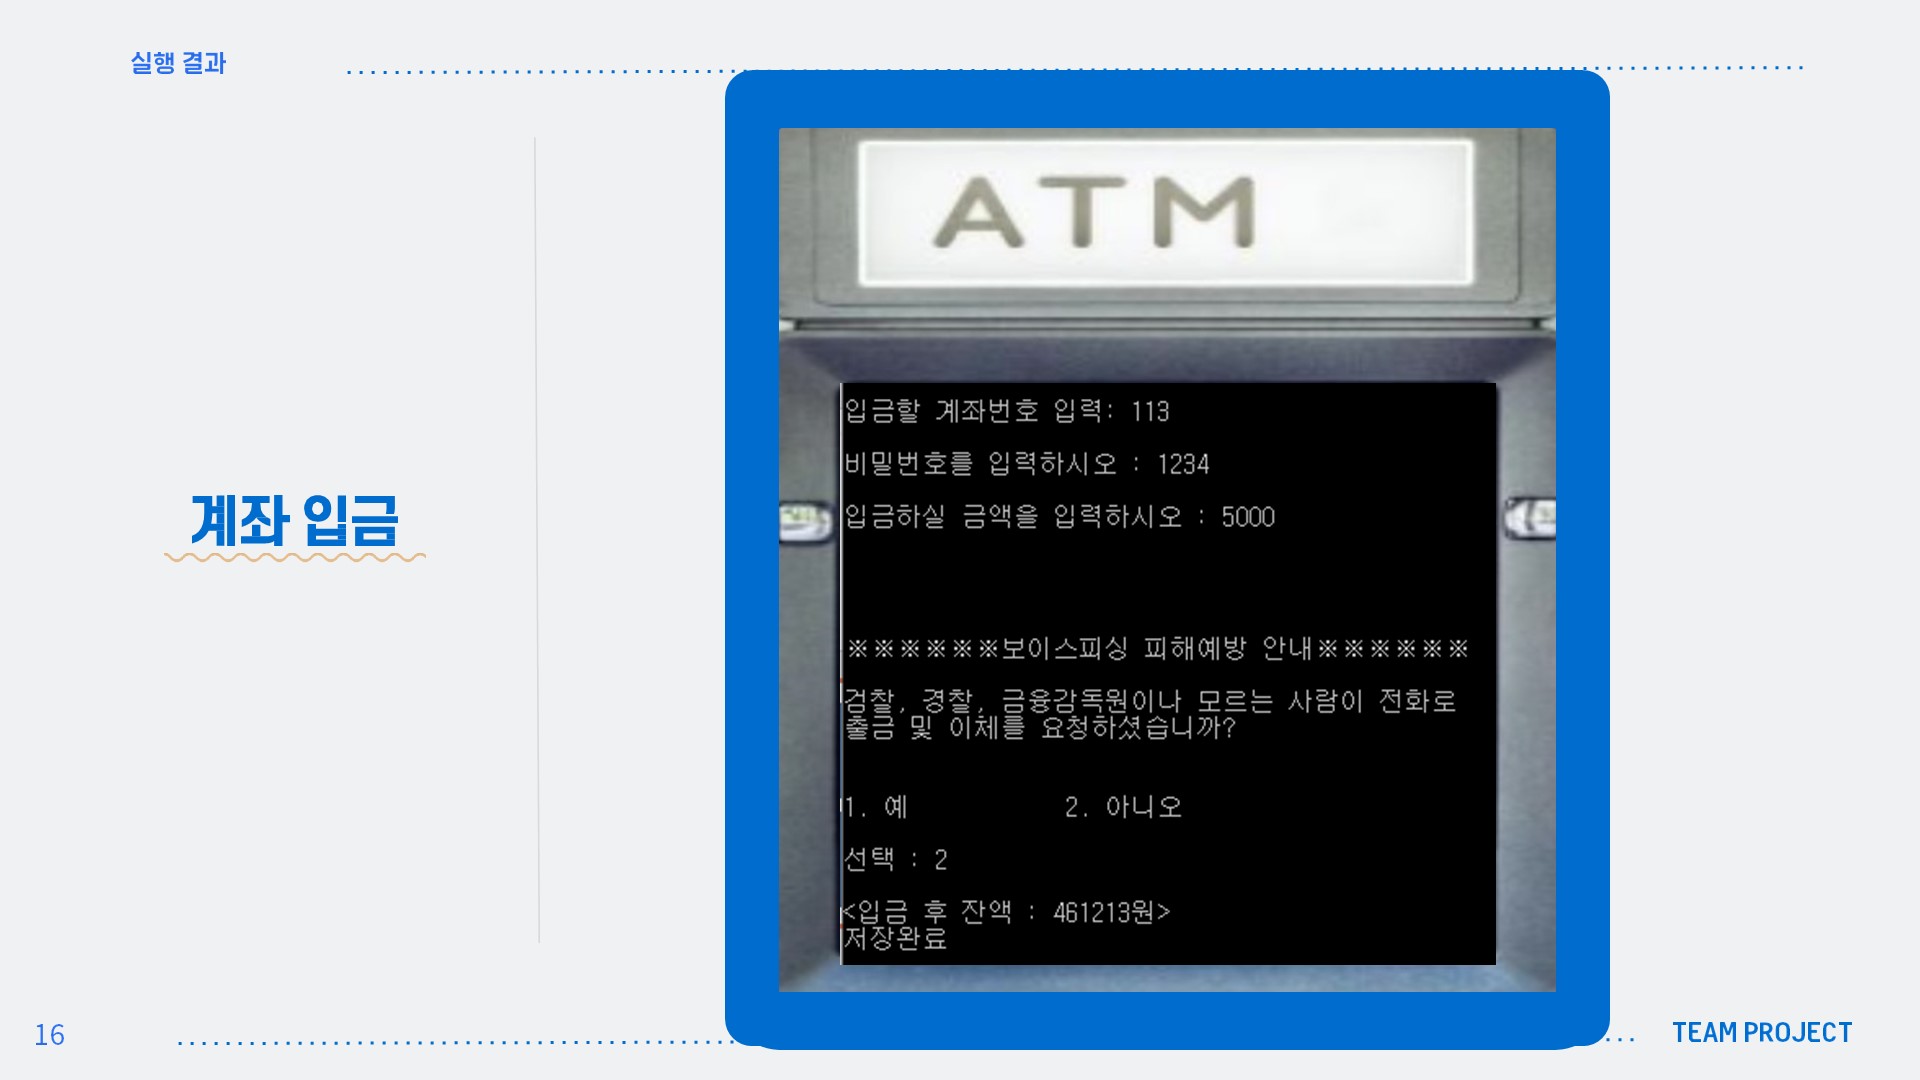 실행 결과
계좌 입금
ATM
입금할 계좌번호 입력: 113
비밀번호를 입력하시오 : 1234
입금하실 금액을 입력하시오 : 5000
※※※※※※보이스피싱 피해예방 안내※※※※※※
검찰, 경찰, 금융감독원이나 모르는 사람이 전화로
출금 및 이체를 요청하셨습니까?
1. 예 2. 아니오
선택 : 2
<입금 후 잔액 : 461213원>
저장완료
16
TEAM PROJECT